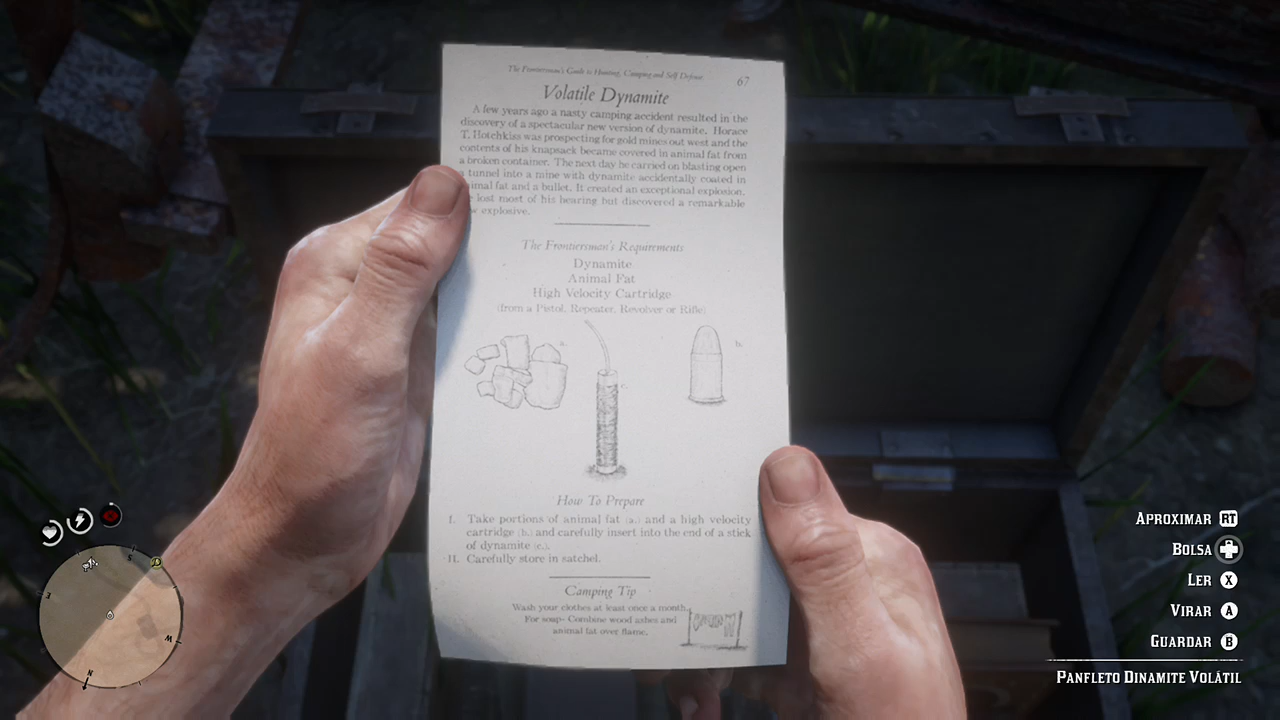 The Frontiersman's Guide to Hunting, Camping and Self Defense
67
Volatile Dynamite
A few years ago a nasty camping accident resulted in the
discovery of a spectacular new version of dynamite. Horace
T. Hotchkiss was prospecting for gold mines out west and the
contents of his knapsack became covered in animal fat from
a broken container. The next day he carried on blasting open
a tunnel into a mine with dynamite accidentally coated in
imal fat and a bullet. It created an exceptional explosion.
lost most of his hearing but discovered a remarkable
w explosive.
The Frontiersman's Requirements
Dynamite
Animal Fat
High Velocity Cartridge
(from a Pistol, Repeater, Revolver or Rifle)
a.
b.
c.
How To Prepare
I. Take portions of animal fat (a.) and a high velocity
cartridge (b.) and carefully insert into the end of a stick
of dynamite (c.).
II. Carefully store in satchel.
Camping Tip
Wash your clothes at least once a month.
For soap- Combine wood ashes and
animal fat over flame.
APROXIMAR RT
BOLSA
LER X
VIRAR A
GUARDAR B
PANFLETO DINAMITE VOLÁTIL
S
E
W
N